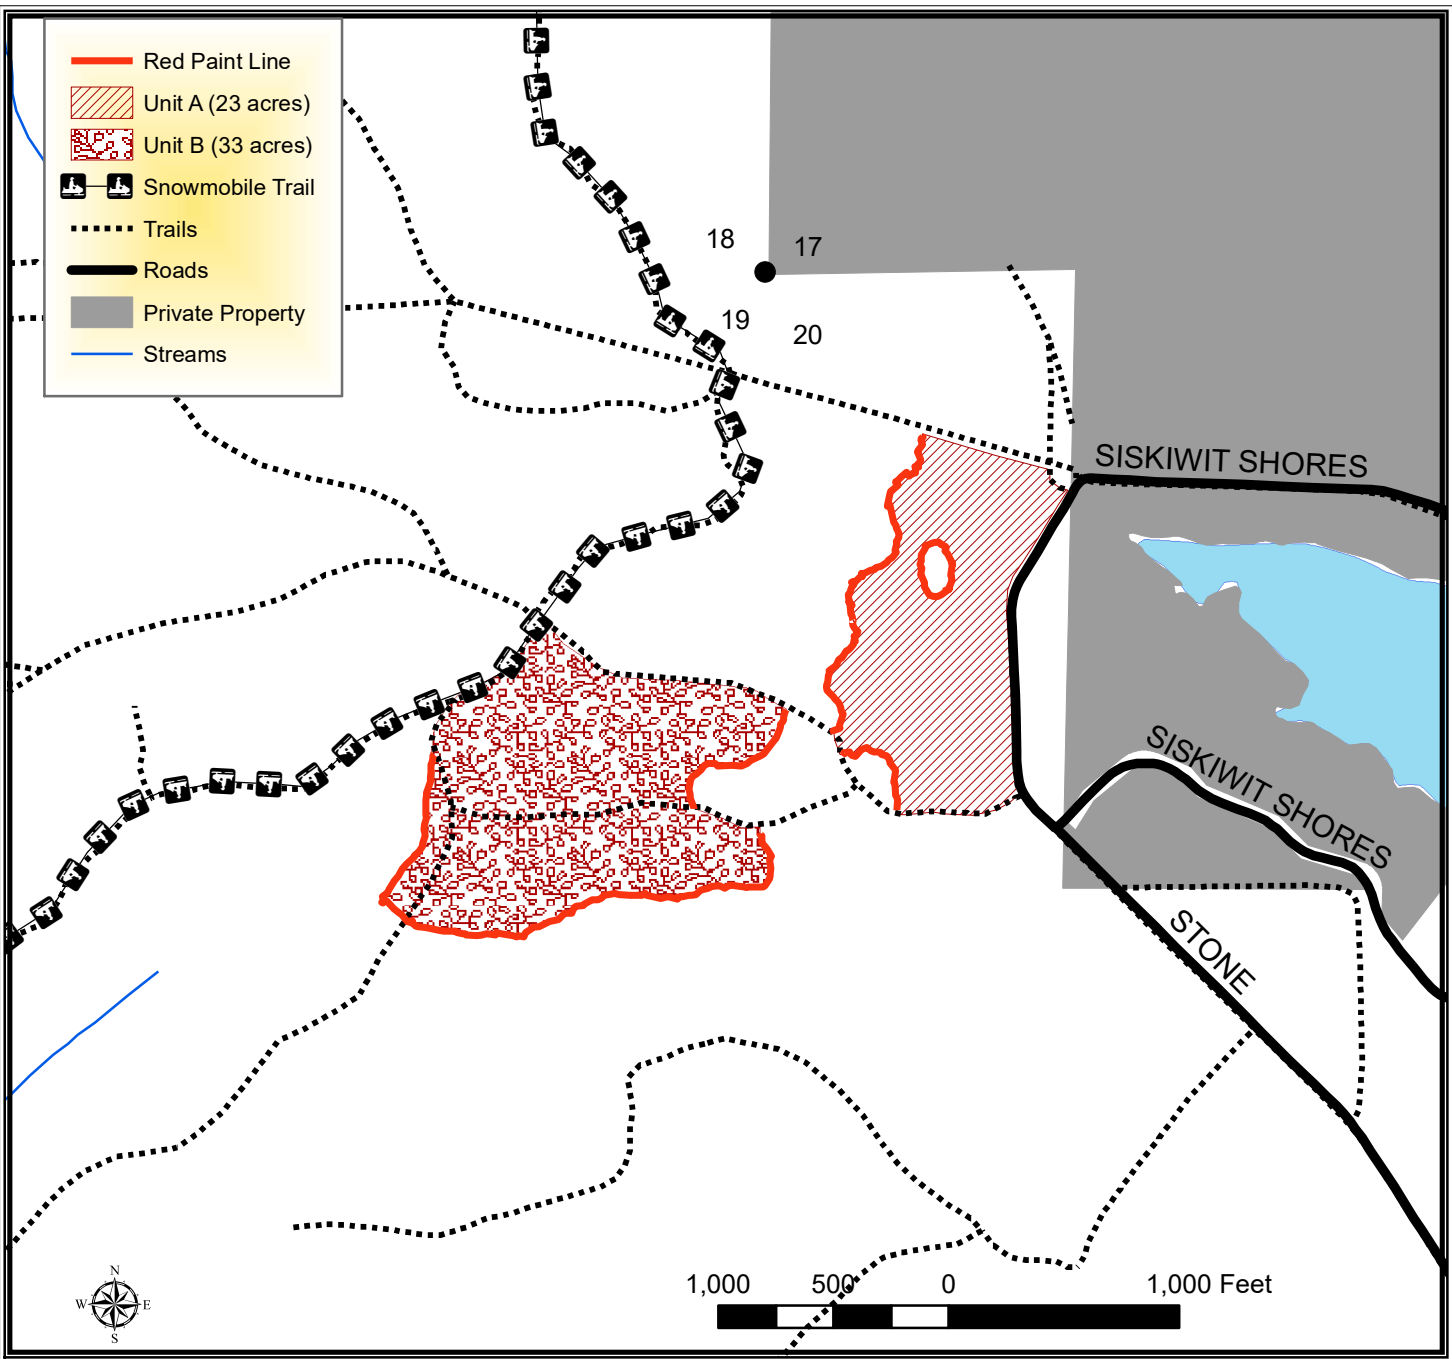 Red Paint Line
Unit A (23 acres)
Unit B (33 acres)
Snowmobile Trail
Trails
Roads
Private Property
Streams
18
17
19
20
SISKIWIT SHORES
SISKIWIT SHORES
STONE
N
W
E
S
1,000
500
0
1,000 Feet